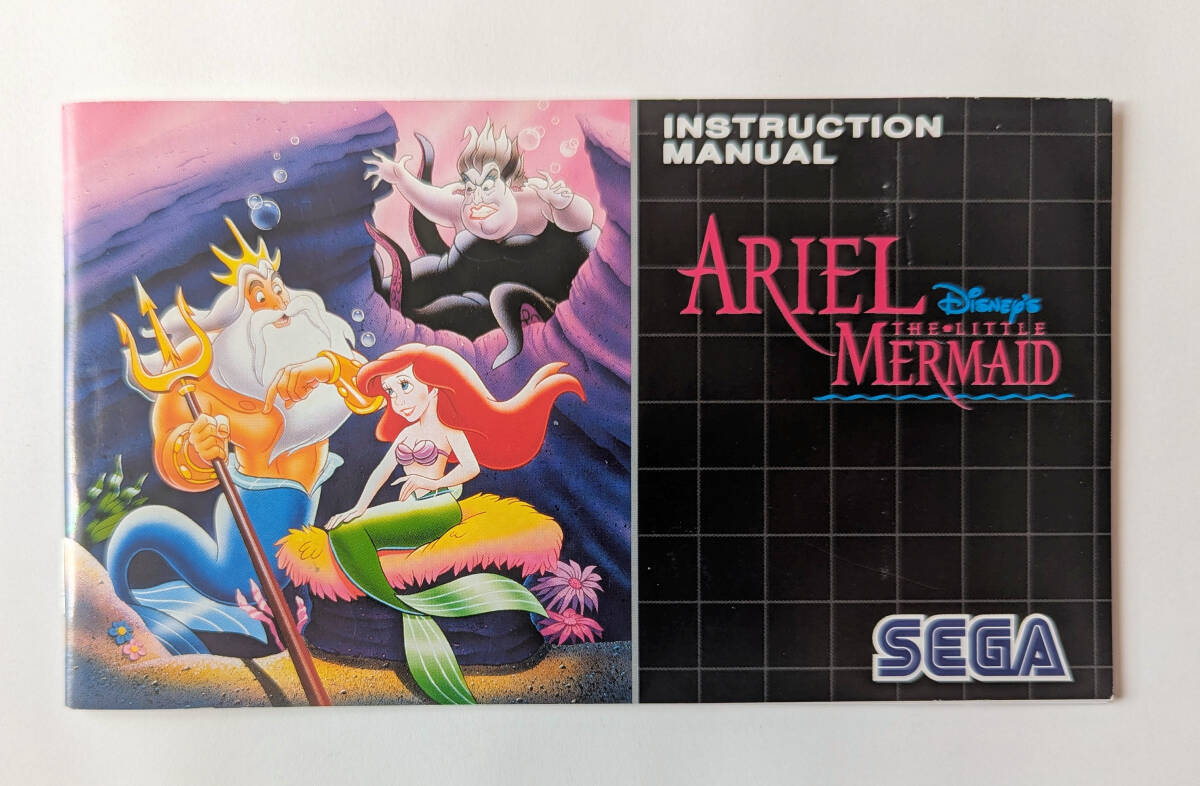 INSTRUCTION
MANUAL
ARIEL
DISNEY'S
THE•LITTLE
MERMAID
SEGA